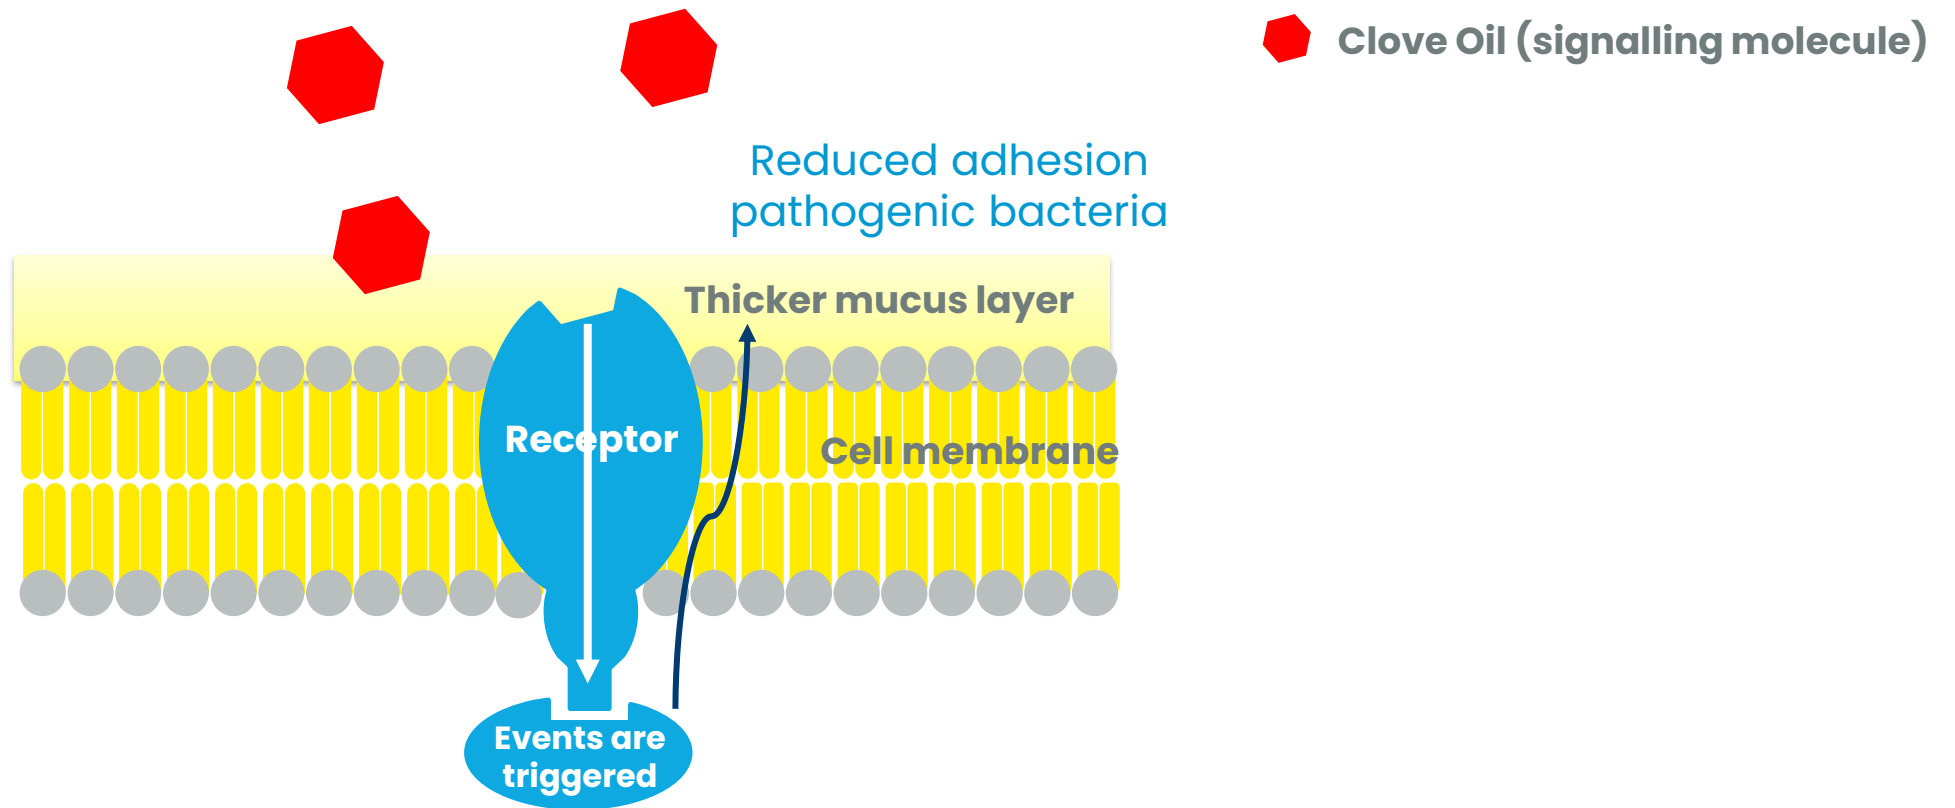 Clove Oil (signalling molecule)
Reduced adhesion
pathogenic bacteria
Thicker mucus layer
Receptor
Cell membrane
Events are
triggered